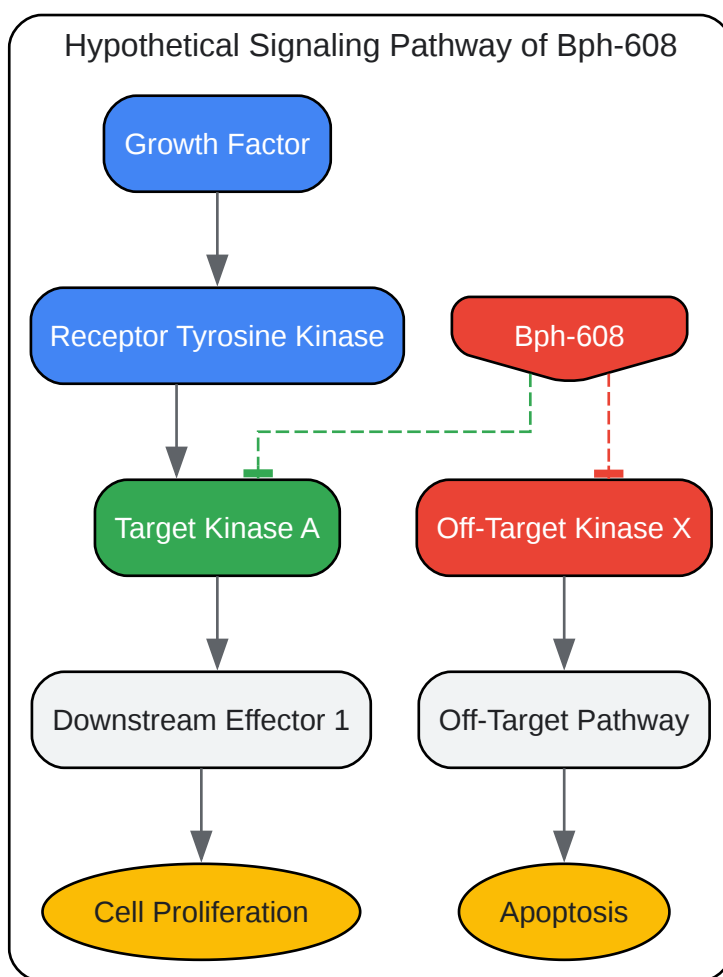 Hypothetical Signaling Pathway of Bph-608
Growth Factor
Receptor Tyrosine Kinase
Bph-608
Target Kinase A
Off-Target Kinase X
Downstream Effector 1
Off-Target Pathway
Cell Proliferation
Apoptosis